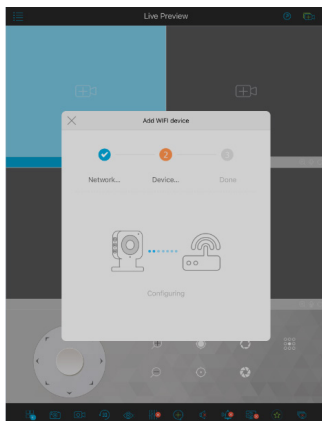 Live Preview
Add WIFI device
2
3
Network...
Device...
Done
Configuring